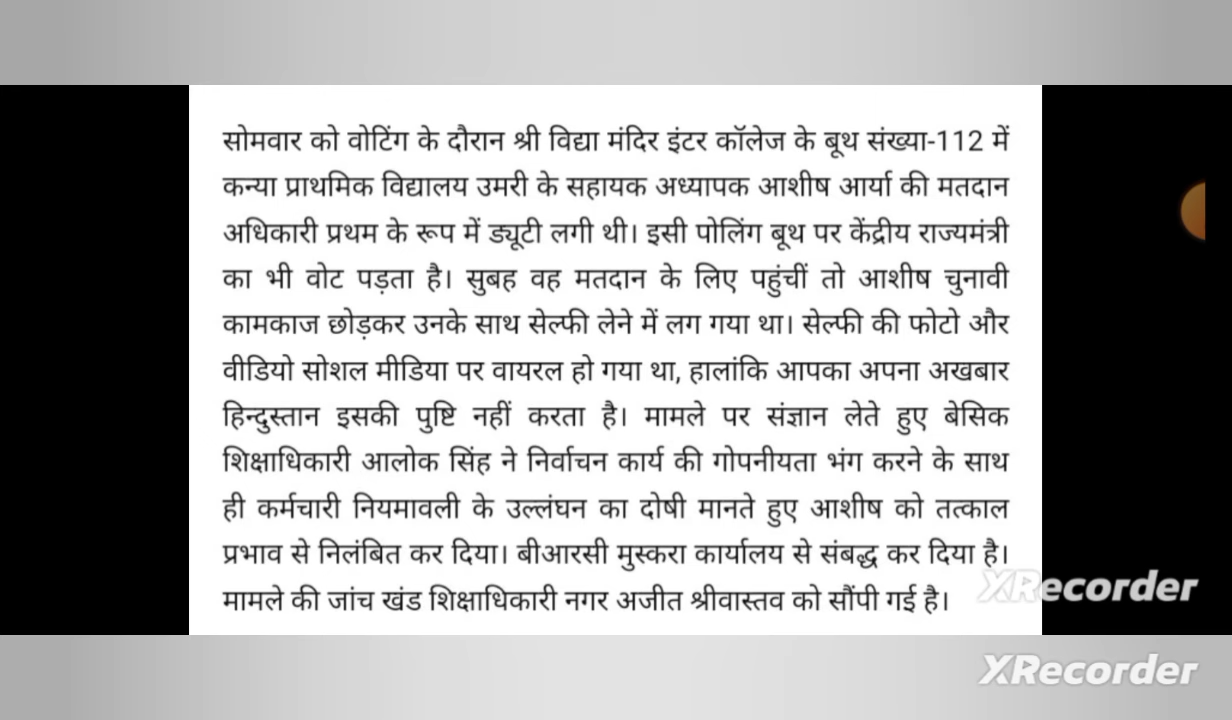 सोमवार को वोटिंग के दौरान श्री विद्या मंदिर इंटर कॉलेज के बूथ संख्या-112 में
कन्या प्राथमिक विद्यालय उमरी के सहायक अध्यापक आशीष आर्या की मतदान
अधिकारी प्रथम के रूप में ड्यूटी लगी थी। इसी पोलिंग बूथ पर केंद्रीय राज्यमंत्री
का भी वोट पड़ता है। सुबह वह मतदान के लिए पहुंचीं तो आशीष चुनावी
कामकाज छोड़कर उनके साथ सेल्फी लेने में लग गया था। सेल्फी की फोटो और
वीडियो सोशल मीडिया पर वायरल हो गया था, हालांकि आपका अपना अखबार
हिन्दुस्तान इसकी पुष्टि नहीं करता है। मामले पर संज्ञान लेते हुए बेसिक
शिक्षाधिकारी आलोक सिंह ने निर्वाचन कार्य की गोपनीयता भंग करने के साथ
ही कर्मचारी नियमावली के उल्लंघन का दोषी मानते हुए आशीष को तत्काल
प्रभाव से निलंबित कर दिया। बीआरसी मुस्करा कार्यालय से संबद्ध कर दिया है।
मामले की जांच खंड शिक्षाधिकारी नगर अजीत श्रीवास्तव को सौंपी गई है।
XRecorder
XRecorder